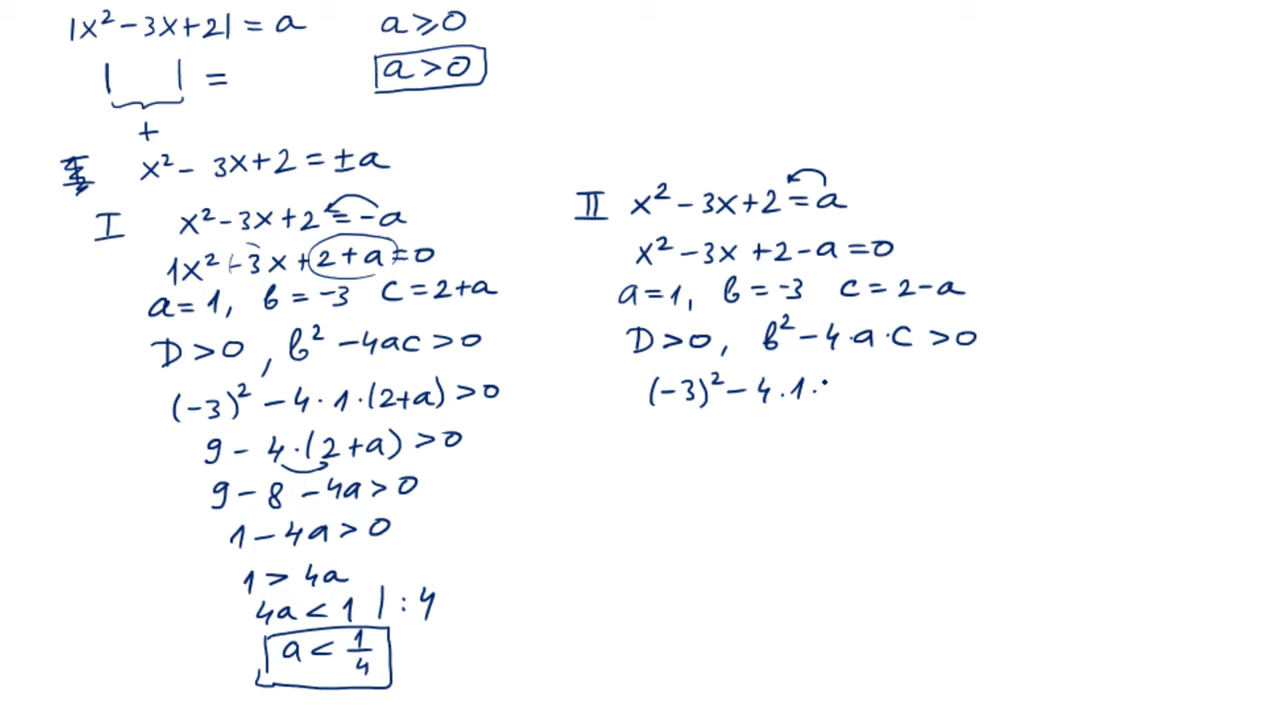 |x² - 3x + 2| = a    a ≥ 0
|    | =    a > 0
+
x² - 3x + 2 = ±a
I    x² - 3x + 2 = -a
1x² - 3x + 2 + a = 0
a = 1, b = -3 c = 2 + a
D > 0, b² - 4ac > 0
(-3)² - 4 · 1 · (2 + a) > 0
9 - 4 · (2 + a) > 0
9 - 8 - 4a > 0
1 - 4a > 0
1 > 4a
4a < 1 | : 4
a < 1/4
II    x² - 3x + 2 = a
x² - 3x + 2 - a = 0
a = 1, b = -3 c = 2 - a
D > 0, b² - 4 · a · c > 0
(-3)² - 4 · 1 ·